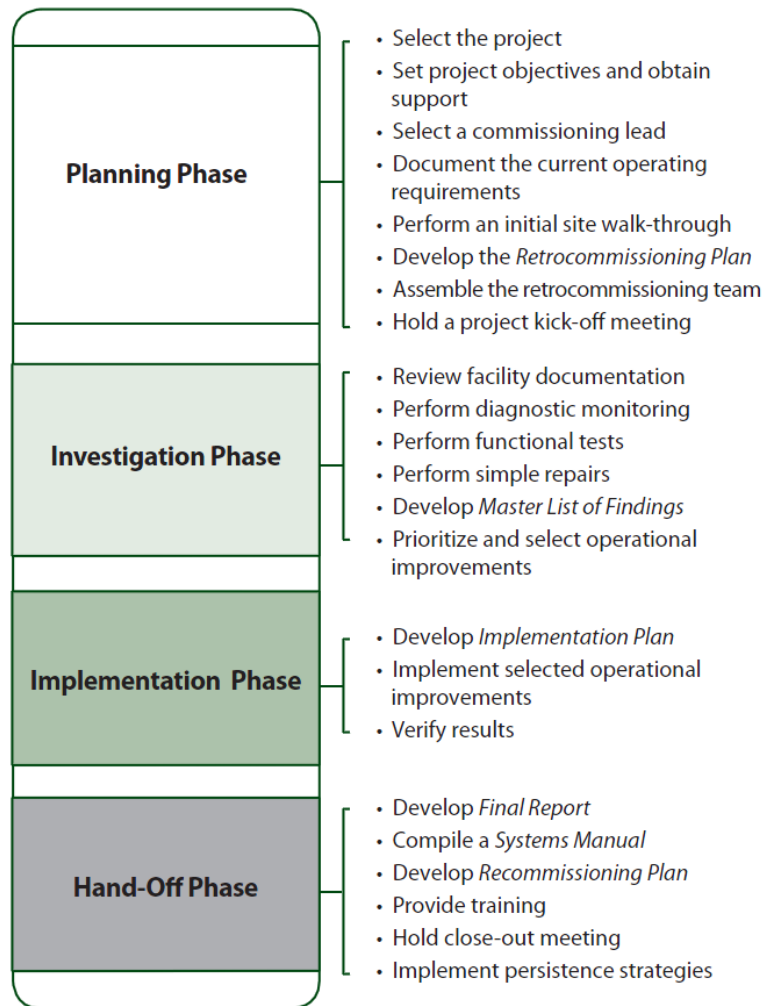 Planning Phase
• Select the project
• Set project objectives and obtain
support
• Select a commissioning lead
• Document the current operating
requirements
• Perform an initial site walk-through
• Develop the Retrocommissioning Plan
• Assemble the retrocommissioning team
• Hold a project kick-off meeting
Investigation Phase
• Review facility documentation
• Perform diagnostic monitoring
• Perform functional tests
• Perform simple repairs
• Develop Master List of Findings
• Prioritize and select operational
improvements
Implementation Phase
• Develop Implementation Plan
• Implement selected operational
improvements
• Verify results
Hand-Off Phase
• Develop Final Report
• Compile a Systems Manual
• Develop Recommissioning Plan
• Provide training
• Hold close-out meeting
• Implement persistence strategies